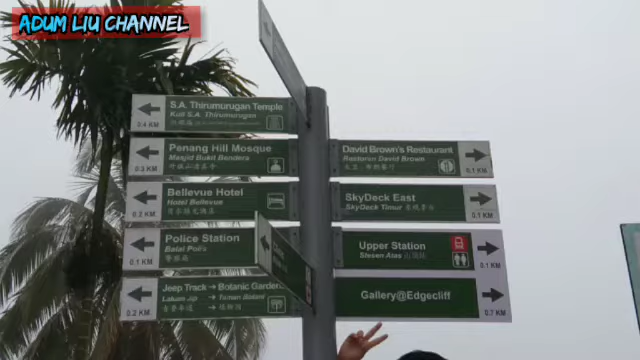 ADUM LIU CHANNEL
S.A. Thirumurugan Temple
Kuil S.A. Thirumurugan
0.4 KM
Penang Hill Mosque
Masjid Bukit Bendera
0.3 KM
Bellevue Hotel
Hotel Bellevue
0.2 KM
Police Station
Balai Polis
0.1 KM
Jeep Track → Botanic Garden
Laluan Jip → Taman Botani
0.2 KM
David Brown's Restaurant
Restoran David Brown
0.1 KM
SkyDeck East
SkyDeck Timur
0.1 KM
Upper Station
Stesen Atas
0.1 KM
Gallery@Edgecliff
0.7 KM